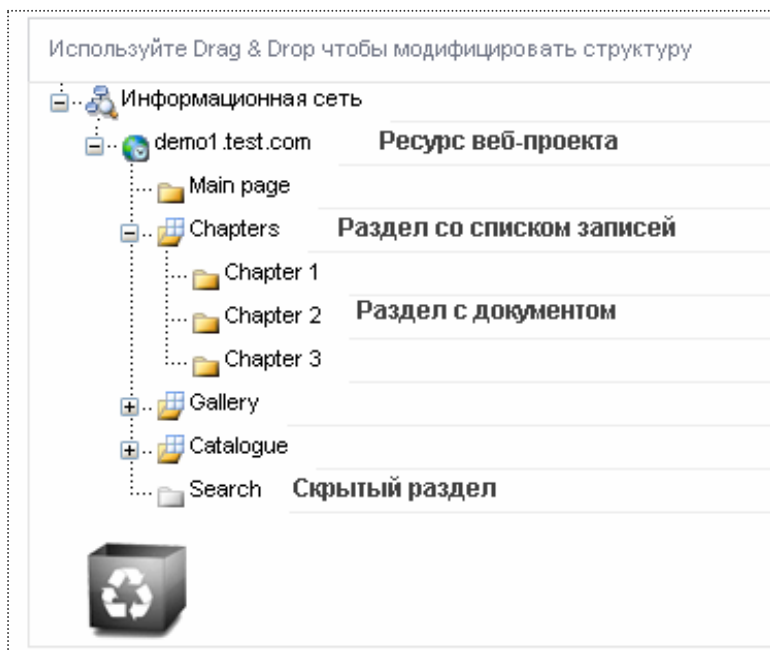 Используйте Drag & Drop чтобы модифицировать структуру
Информационная сеть
demo1.test.com Ресурс веб-проекта
Main page
Chapters Раздел со списком записей
Chapter 1
Chapter 2 Раздел с документом
Chapter 3
Gallery
Catalogue
Search Скрытый раздел